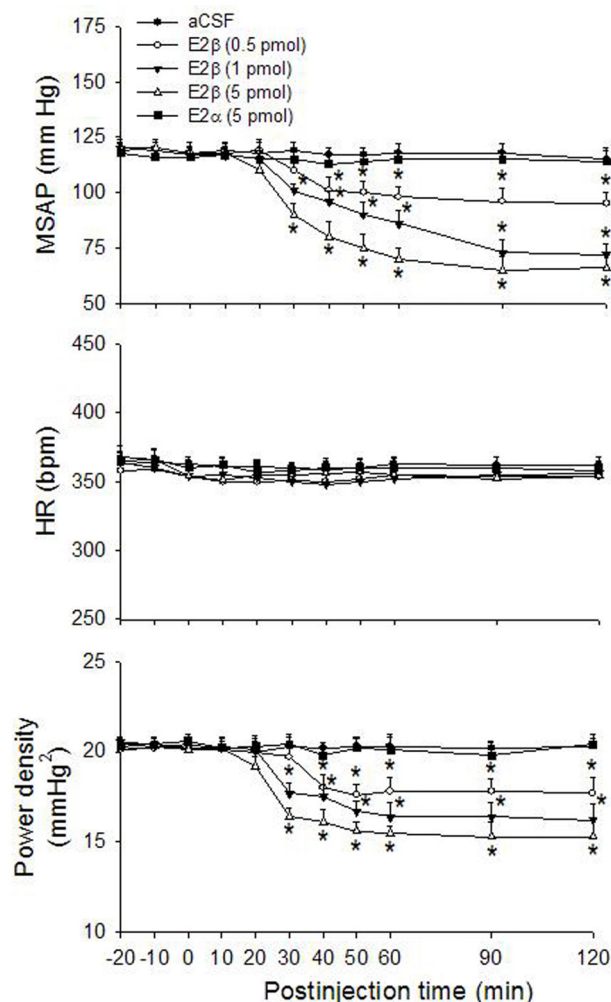 aCSF
E2β (0.5 pmol)
E2β (1 pmol)
E2β (5 pmol)
E2α (5 pmol)
MSAP (mm Hg)
175
150
125
100
75
50
* * * * * *
* * * * * *
* * * * * *
HR (bpm)
450
400
350
300
250
Power density
(mmHg²)
25
20
15
10
* * * * * *
* * * * * *
* * * * * *
-20 -10 0 10 20 30 40 50 60 90 120
Postinjection time (min)